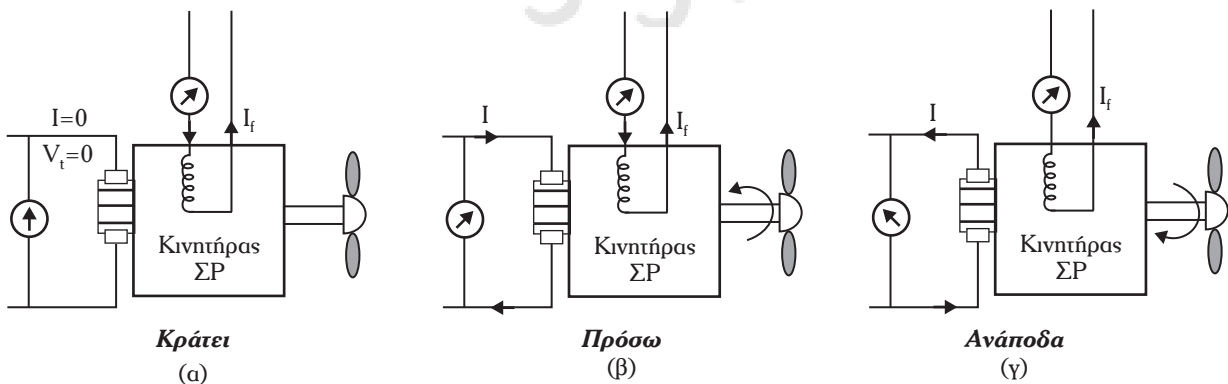 I=0
V_t=0
I_f
Κινητήρας
ΣΡ
Κράτει
(α)
I
I_f
Κινητήρας
ΣΡ
Πρόσω
(β)
I
I_f
Κινητήρας
ΣΡ
Ανάποδα
(γ)